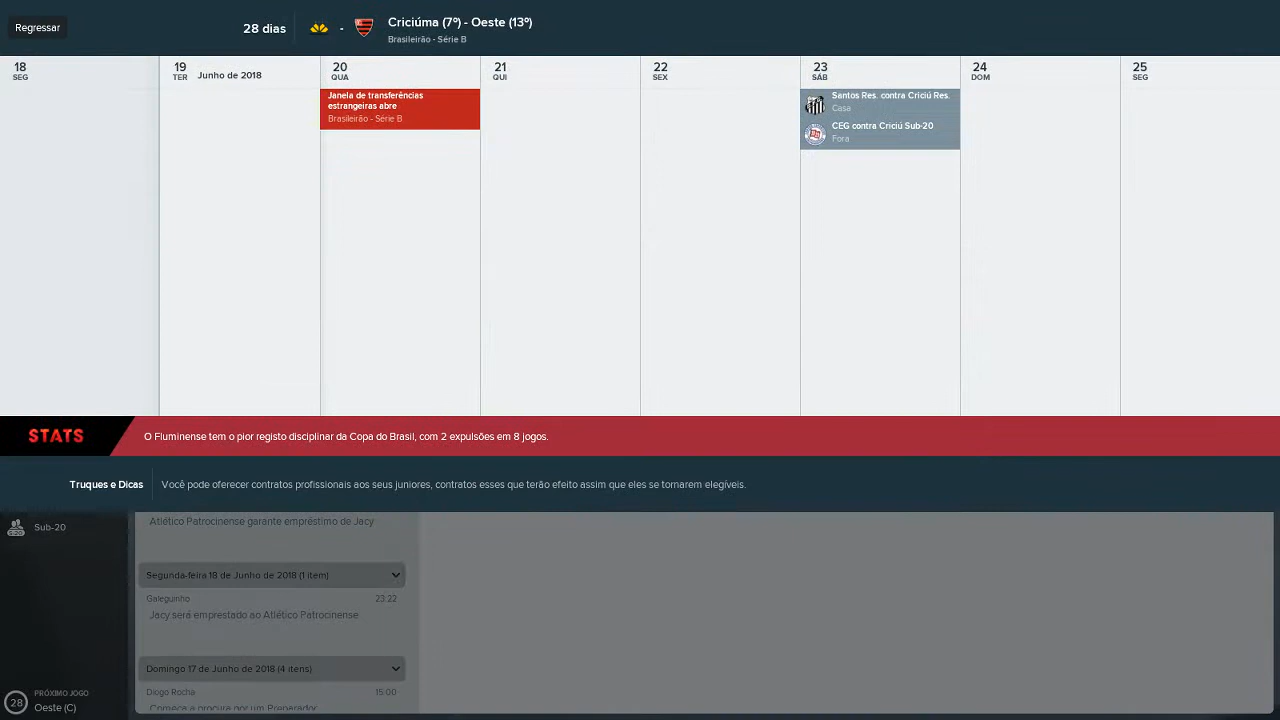 Regressar
28 dias
-
Criciúma (7º) - Oeste (13º)
Brasileirão - Série B
18
SEG
19
TER Junho de 2018
20
QUA
21
QUI
22
SEX
23
SÁB
24
DOM
25
SEG
Janela de transferências
estrangeiras abre
Brasileirão - Série B
Santos Res. contra Criciú Res.
Casa
CEG contra Criciú Sub-20
Fora
STATS
O Fluminense tem o pior registo disciplinar da Copa do Brasil, com 2 expulsões em 8 jogos.
Truques e Dicas
Você pode oferecer contratos profissionais aos seus juniores, contratos esses que terão efeito assim que eles se tornarem elegíveis.
Sub-20
Atlético Patrocinense garante empréstimo de Jacy
Segunda-feira 18 de Junho de 2018 (1 item)
Galeguinho 23:22
Jacy será emprestado ao Atlético Patrocinense
Domingo 17 de Junho de 2018 (4 itens)
Diogo Rocha 15:00
Começa a procura por um Preparador
28
PRÓXIMO JOGO
Oeste (C)